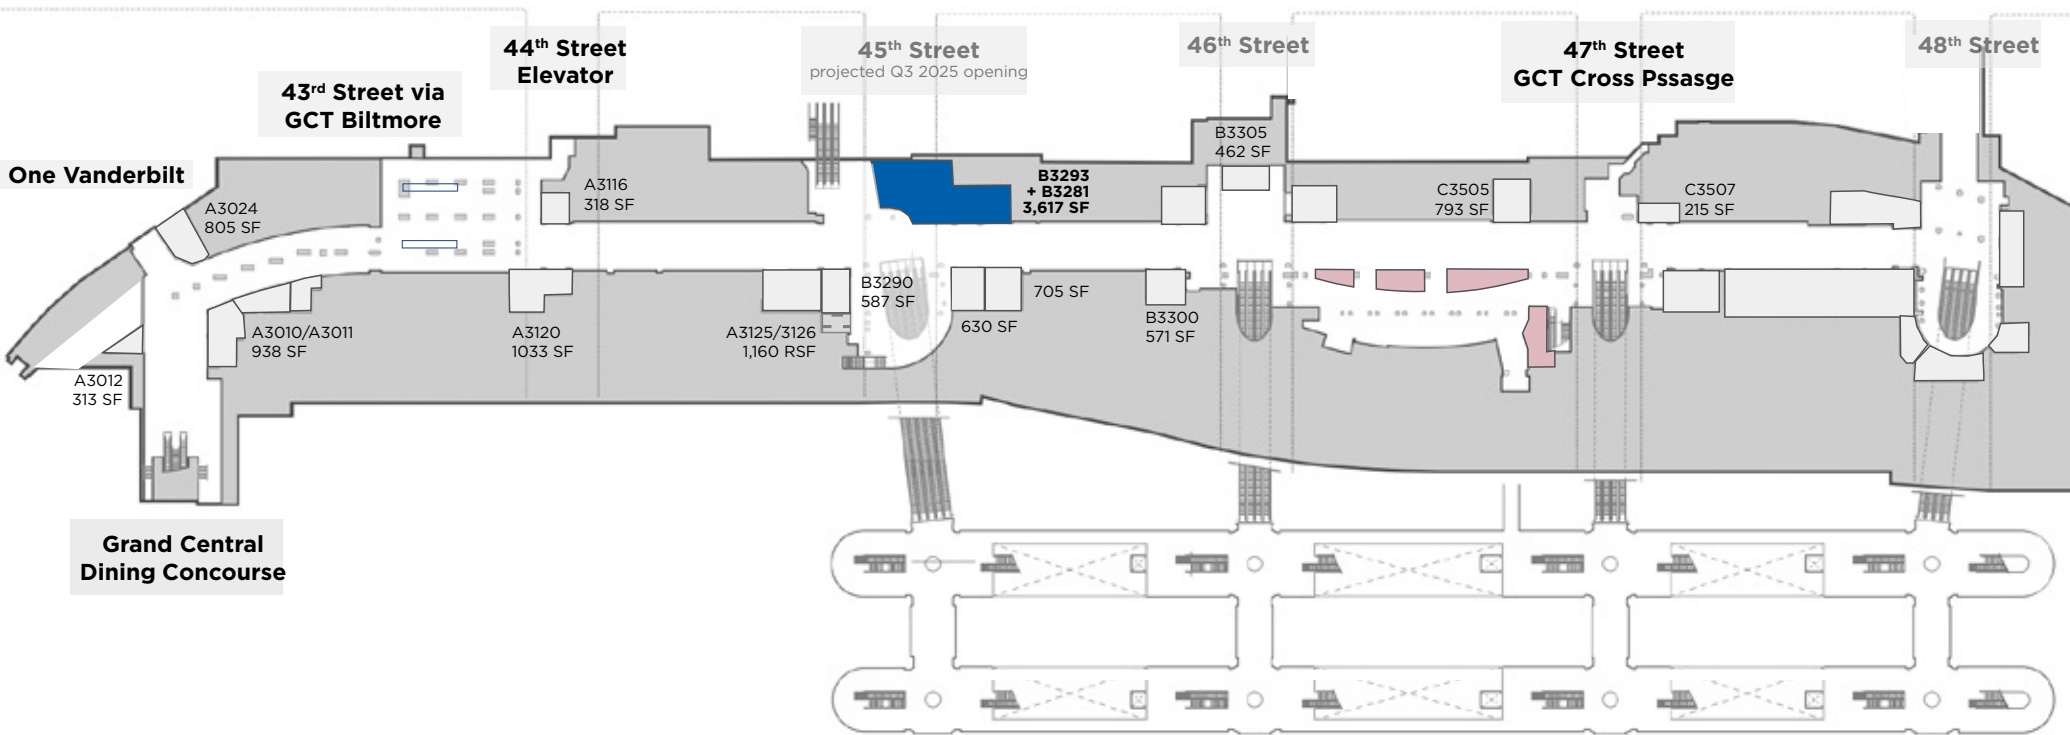 44th Street
Elevator
45th Street
projected Q3 2025 opening
46th Street
47th Street
GCT Cross Pssasge
48th Street
43rd Street via
GCT Biltmore
One Vanderbilt
A3024
805 SF
A3116
318 SF
B3293
+ B3281
3,617 SF
B3305
462 SF
C3505
793 SF
C3507
215 SF
B3290
587 SF
705 SF
630 SF
B3300
571 SF
A3010/A3011
938 SF
A3120
1033 SF
A3125/3126
1,160 RSF
A3012
313 SF
Grand Central
Dining Concourse